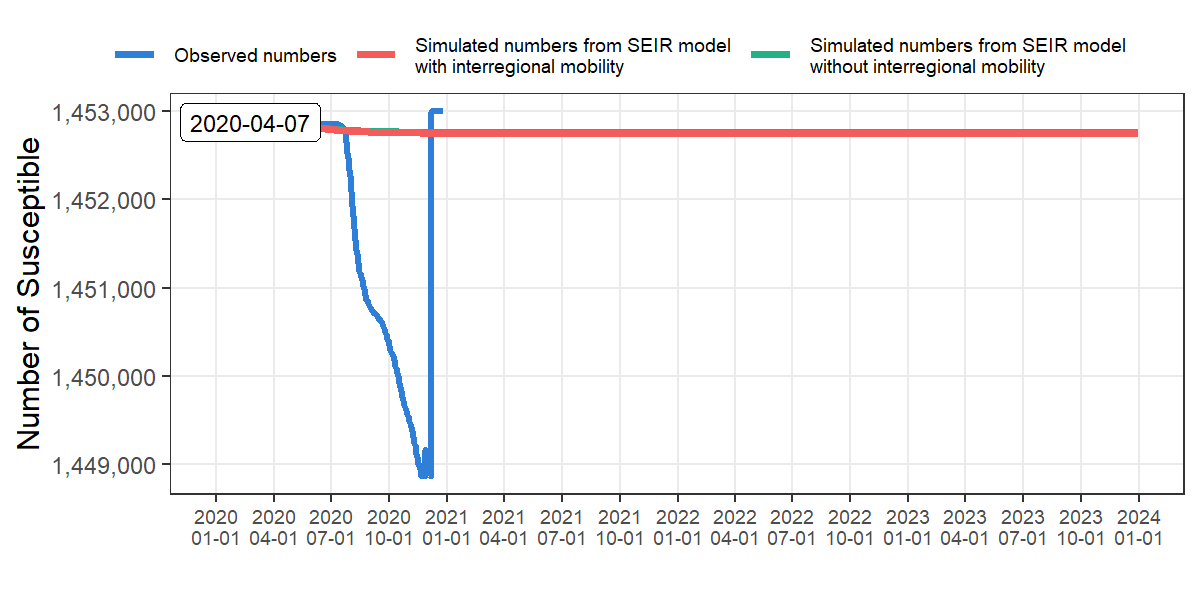 Observed numbers
Simulated numbers from SEIR model
with interregional mobility
Simulated numbers from SEIR model
without interregional mobility
Number of Susceptible
1,453,000
1,452,000
1,451,000
1,450,000
1,449,000
2020-04-07
2020 2020 2020 2020 2021 2021 2021 2021 2022 2022 2022 2022 2023 2023 2023 2023 2024
01-01 04-01 07-01 10-01 01-01 04-01 07-01 10-01 01-01 04-01 07-01 10-01 01-01 04-01 07-01 10-01 01-01